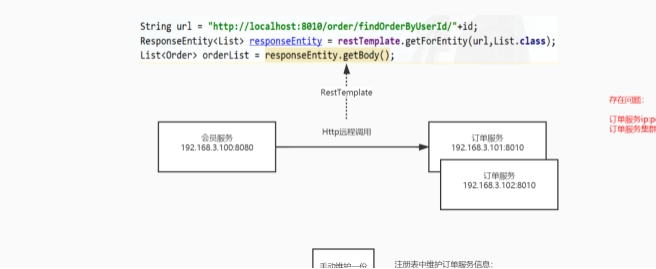 String url = "http://localhost:8010/order/findOrderByUserId/"+id;
ResponseEntity<List> responseEntity = restTemplate.getForEntity(url,List.class);
List<Order> orderList = responseEntity.getBody();
RestTemplate
存在问题:
订单服务ip:p
订单服务集群
会员服务
192.168.3.100:8080
Http远程调用
订单服务
192.168.3.101:8010
订单服务
192.168.3.102:8010
手动维护一份
注册表中维护订单服务信息: